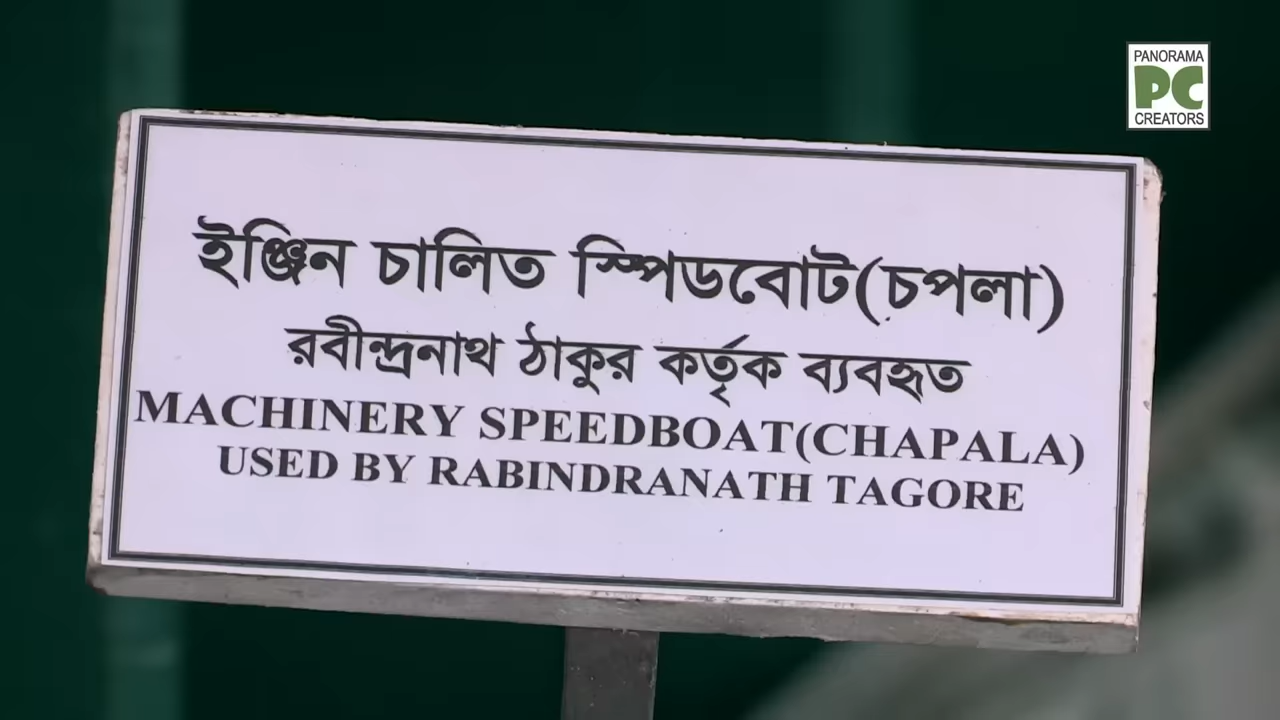 PANORAMA
PC
CREATORS
ইঞ্জিন চালিত স্পিডবোট(চপলা)
রবীন্দ্রনাথ ঠাকুর কর্তৃক ব্যবহৃত
MACHINERY SPEEDBOAT(CHAPALA)
USED BY RABINDRANATH TAGORE